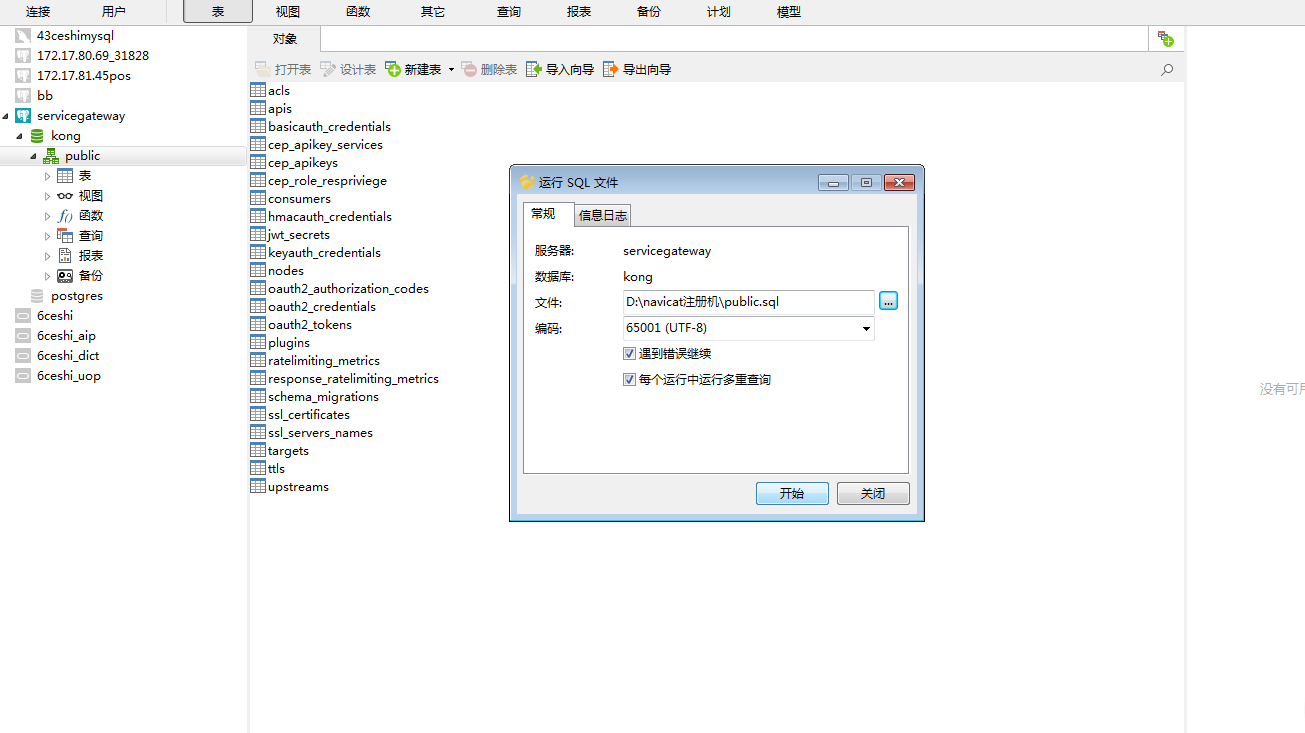 连接 用户 表 视图 函数 其它 查询 报表 备份 计划 模型
43ceshimysql
172.17.80.69_31828
172.17.81.45pos
bb
servicegateway
kong
public
表
视图
函数
查询
报表
备份
postgres
6ceshi
6ceshi_aip
6ceshi_dict
6ceshi_uop
对象
打开表 设计表 新建表 删除表 导入向导 导出向导
acls
apis
basicauth_credentials
cep_apikey_services
cep_apikeys
cep_role_respriviege
consumers
hmacauth_credentials
jwt_secrets
keyauth_credentials
nodes
oauth2_authorization_codes
oauth2_credentials
oauth2_tokens
plugins
ratelimiting_metrics
response_ratelimiting_metrics
schema_migrations
ssl_certificates
ssl_servers_names
targets
ttls
upstreams
运行 SQL 文件
常规 信息日志
服务器: servicegateway
数据库: kong
文件: D:\navicat注册机\public.sql ...
编码: 65001 (UTF-8)
遇到错误继续
每个运行中运行多重查询
开始 关闭
没有可